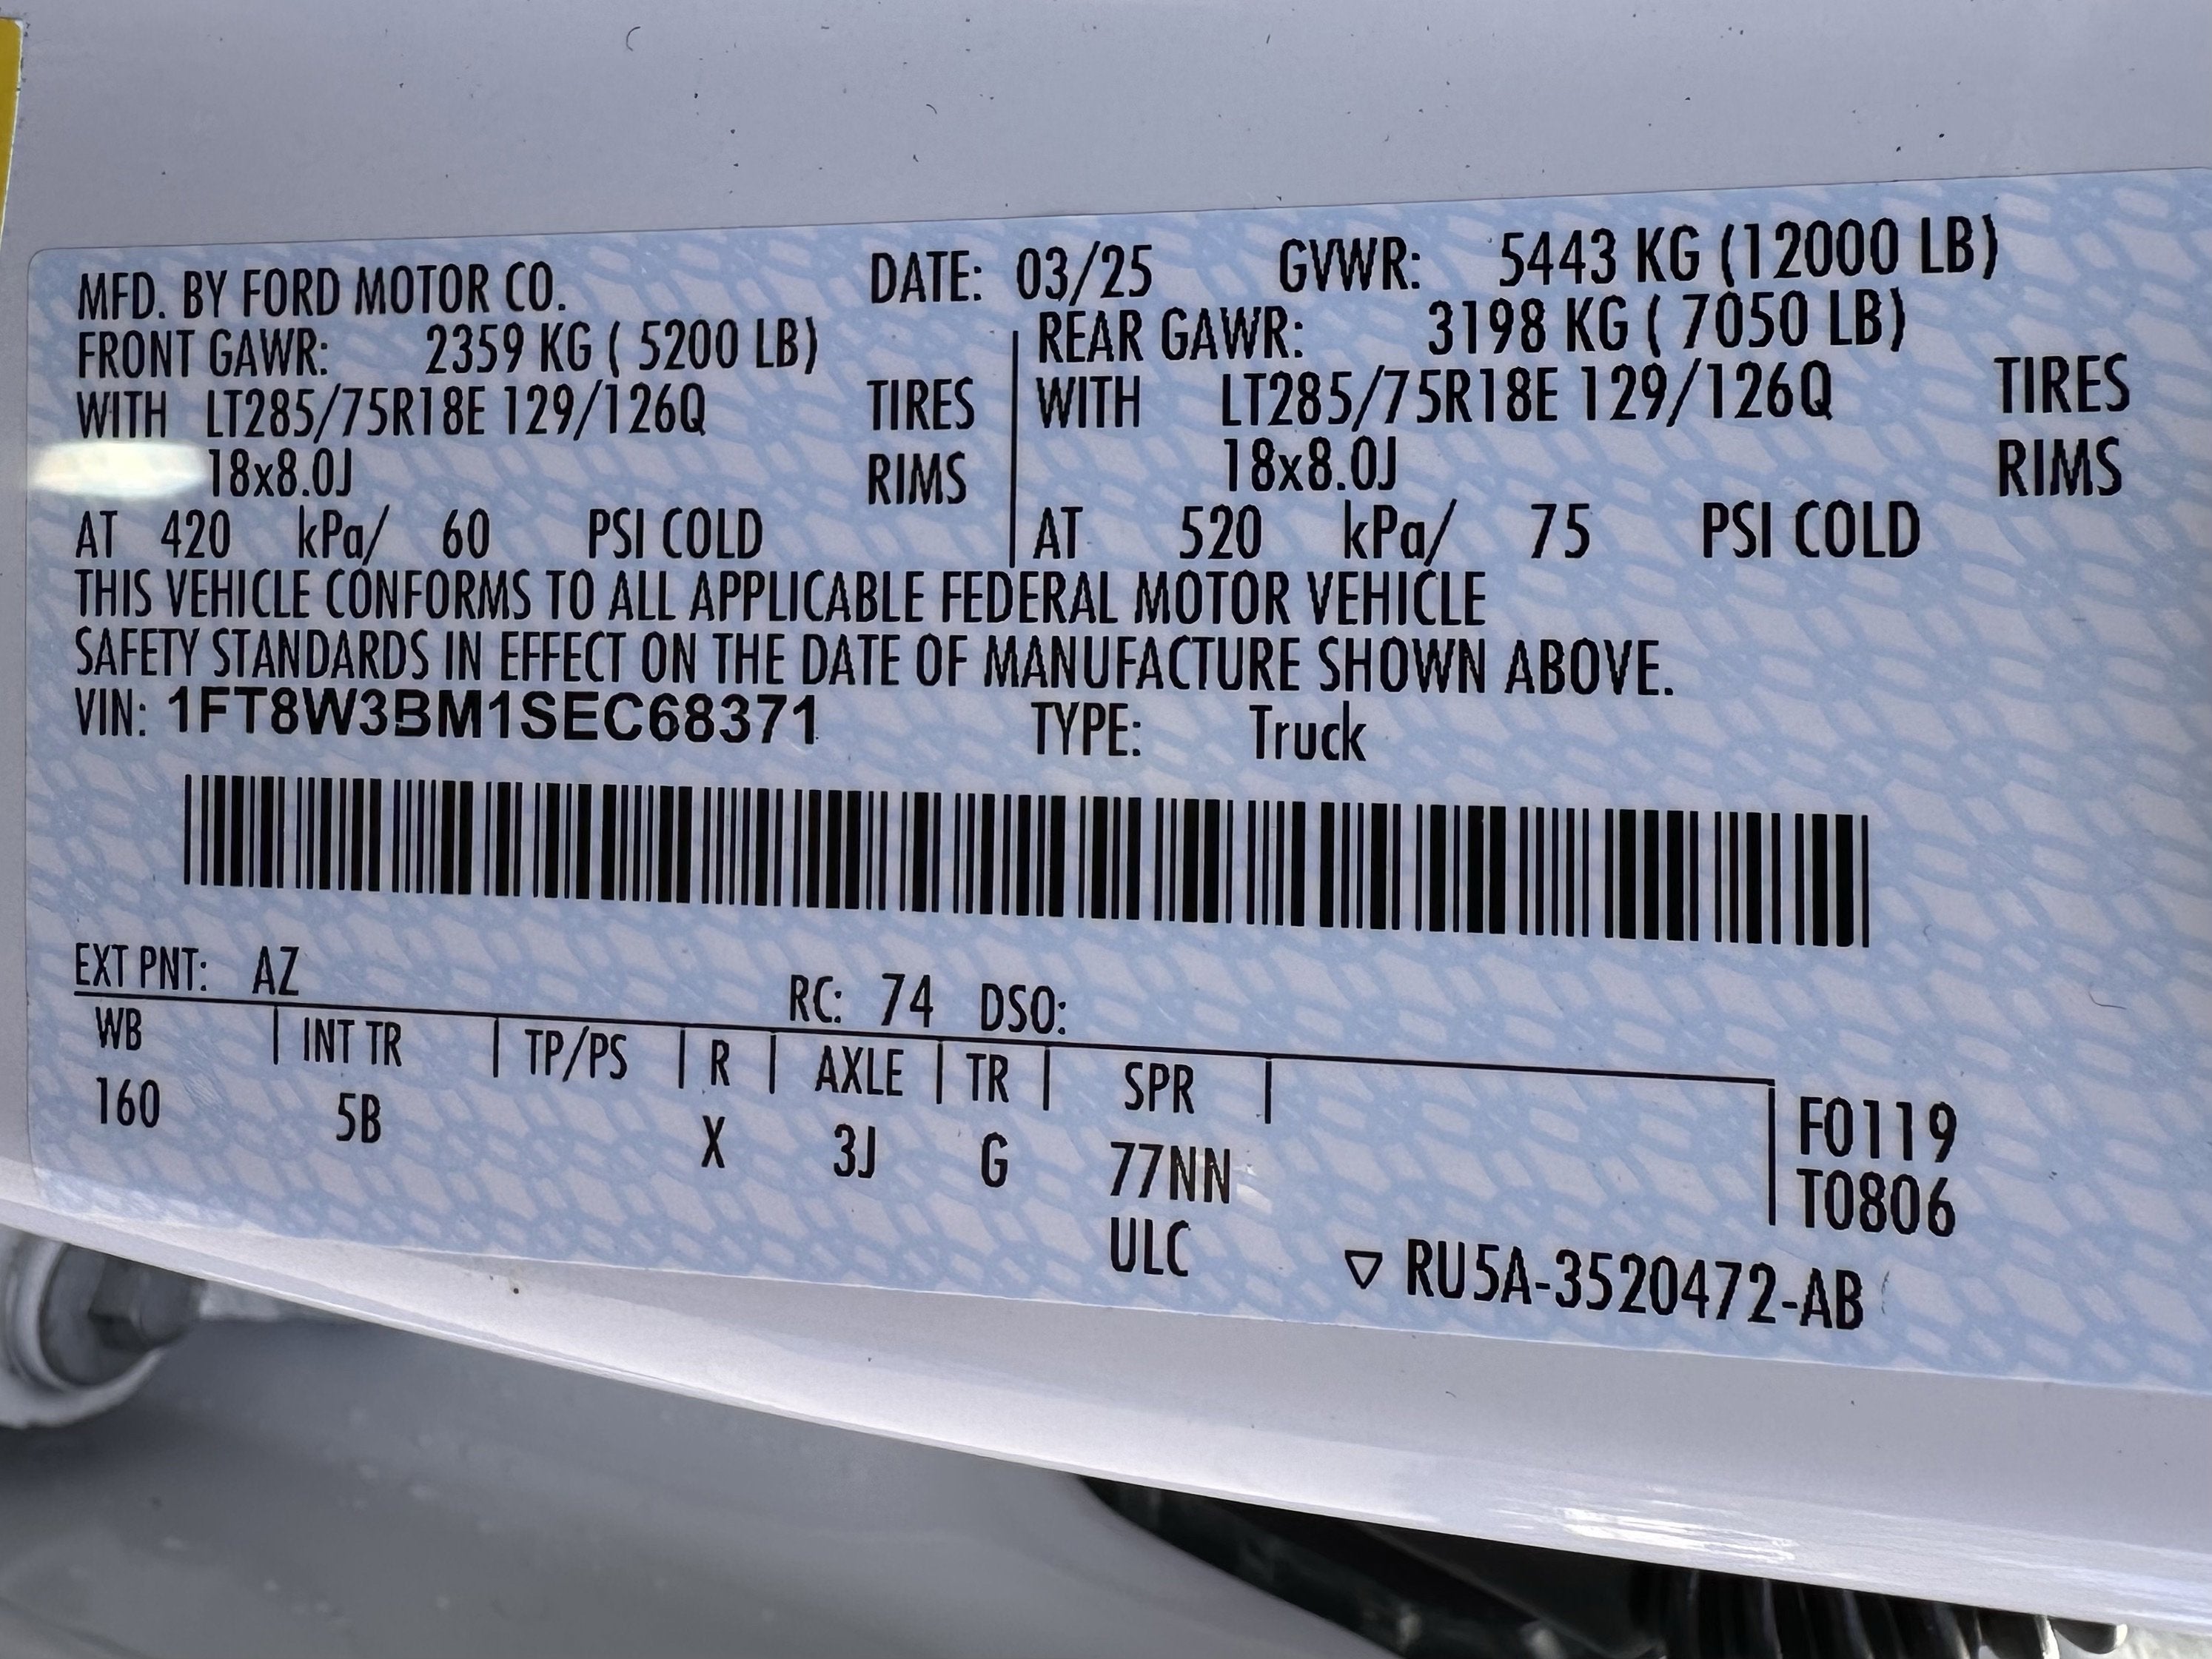 MFD. BY FORD MOTOR CO. DATE: 03/25 GVWR: 5443 KG (12000 LB)
FRONT GAWR: 2359 KG ( 5200 LB) REAR GAWR: 3198 KG ( 7050 LB)
WITH LT285/75R18E 129/126Q TIRES WITH LT285/75R18E 129/126Q TIRES
18x8.0J RIMS 18x8.0J RIMS
AT 420 kPa/ 60 PSI COLD AT 520 kPa/ 75 PSI COLD
THIS VEHICLE CONFORMS TO ALL APPLICABLE FEDERAL MOTOR VEHICLE
SAFETY STANDARDS IN EFFECT ON THE DATE OF MANUFACTURE SHOWN ABOVE.
VIN: 1FT8W3BM1SEC68371 TYPE: Truck
EXT PNT: AZ RC: 74 DSO:
WB INT TR TP/PS R AXLE TR SPR
160 5B X 3J G 77NN F0119
ULC T0806
▽ RU5A-3520472-AB